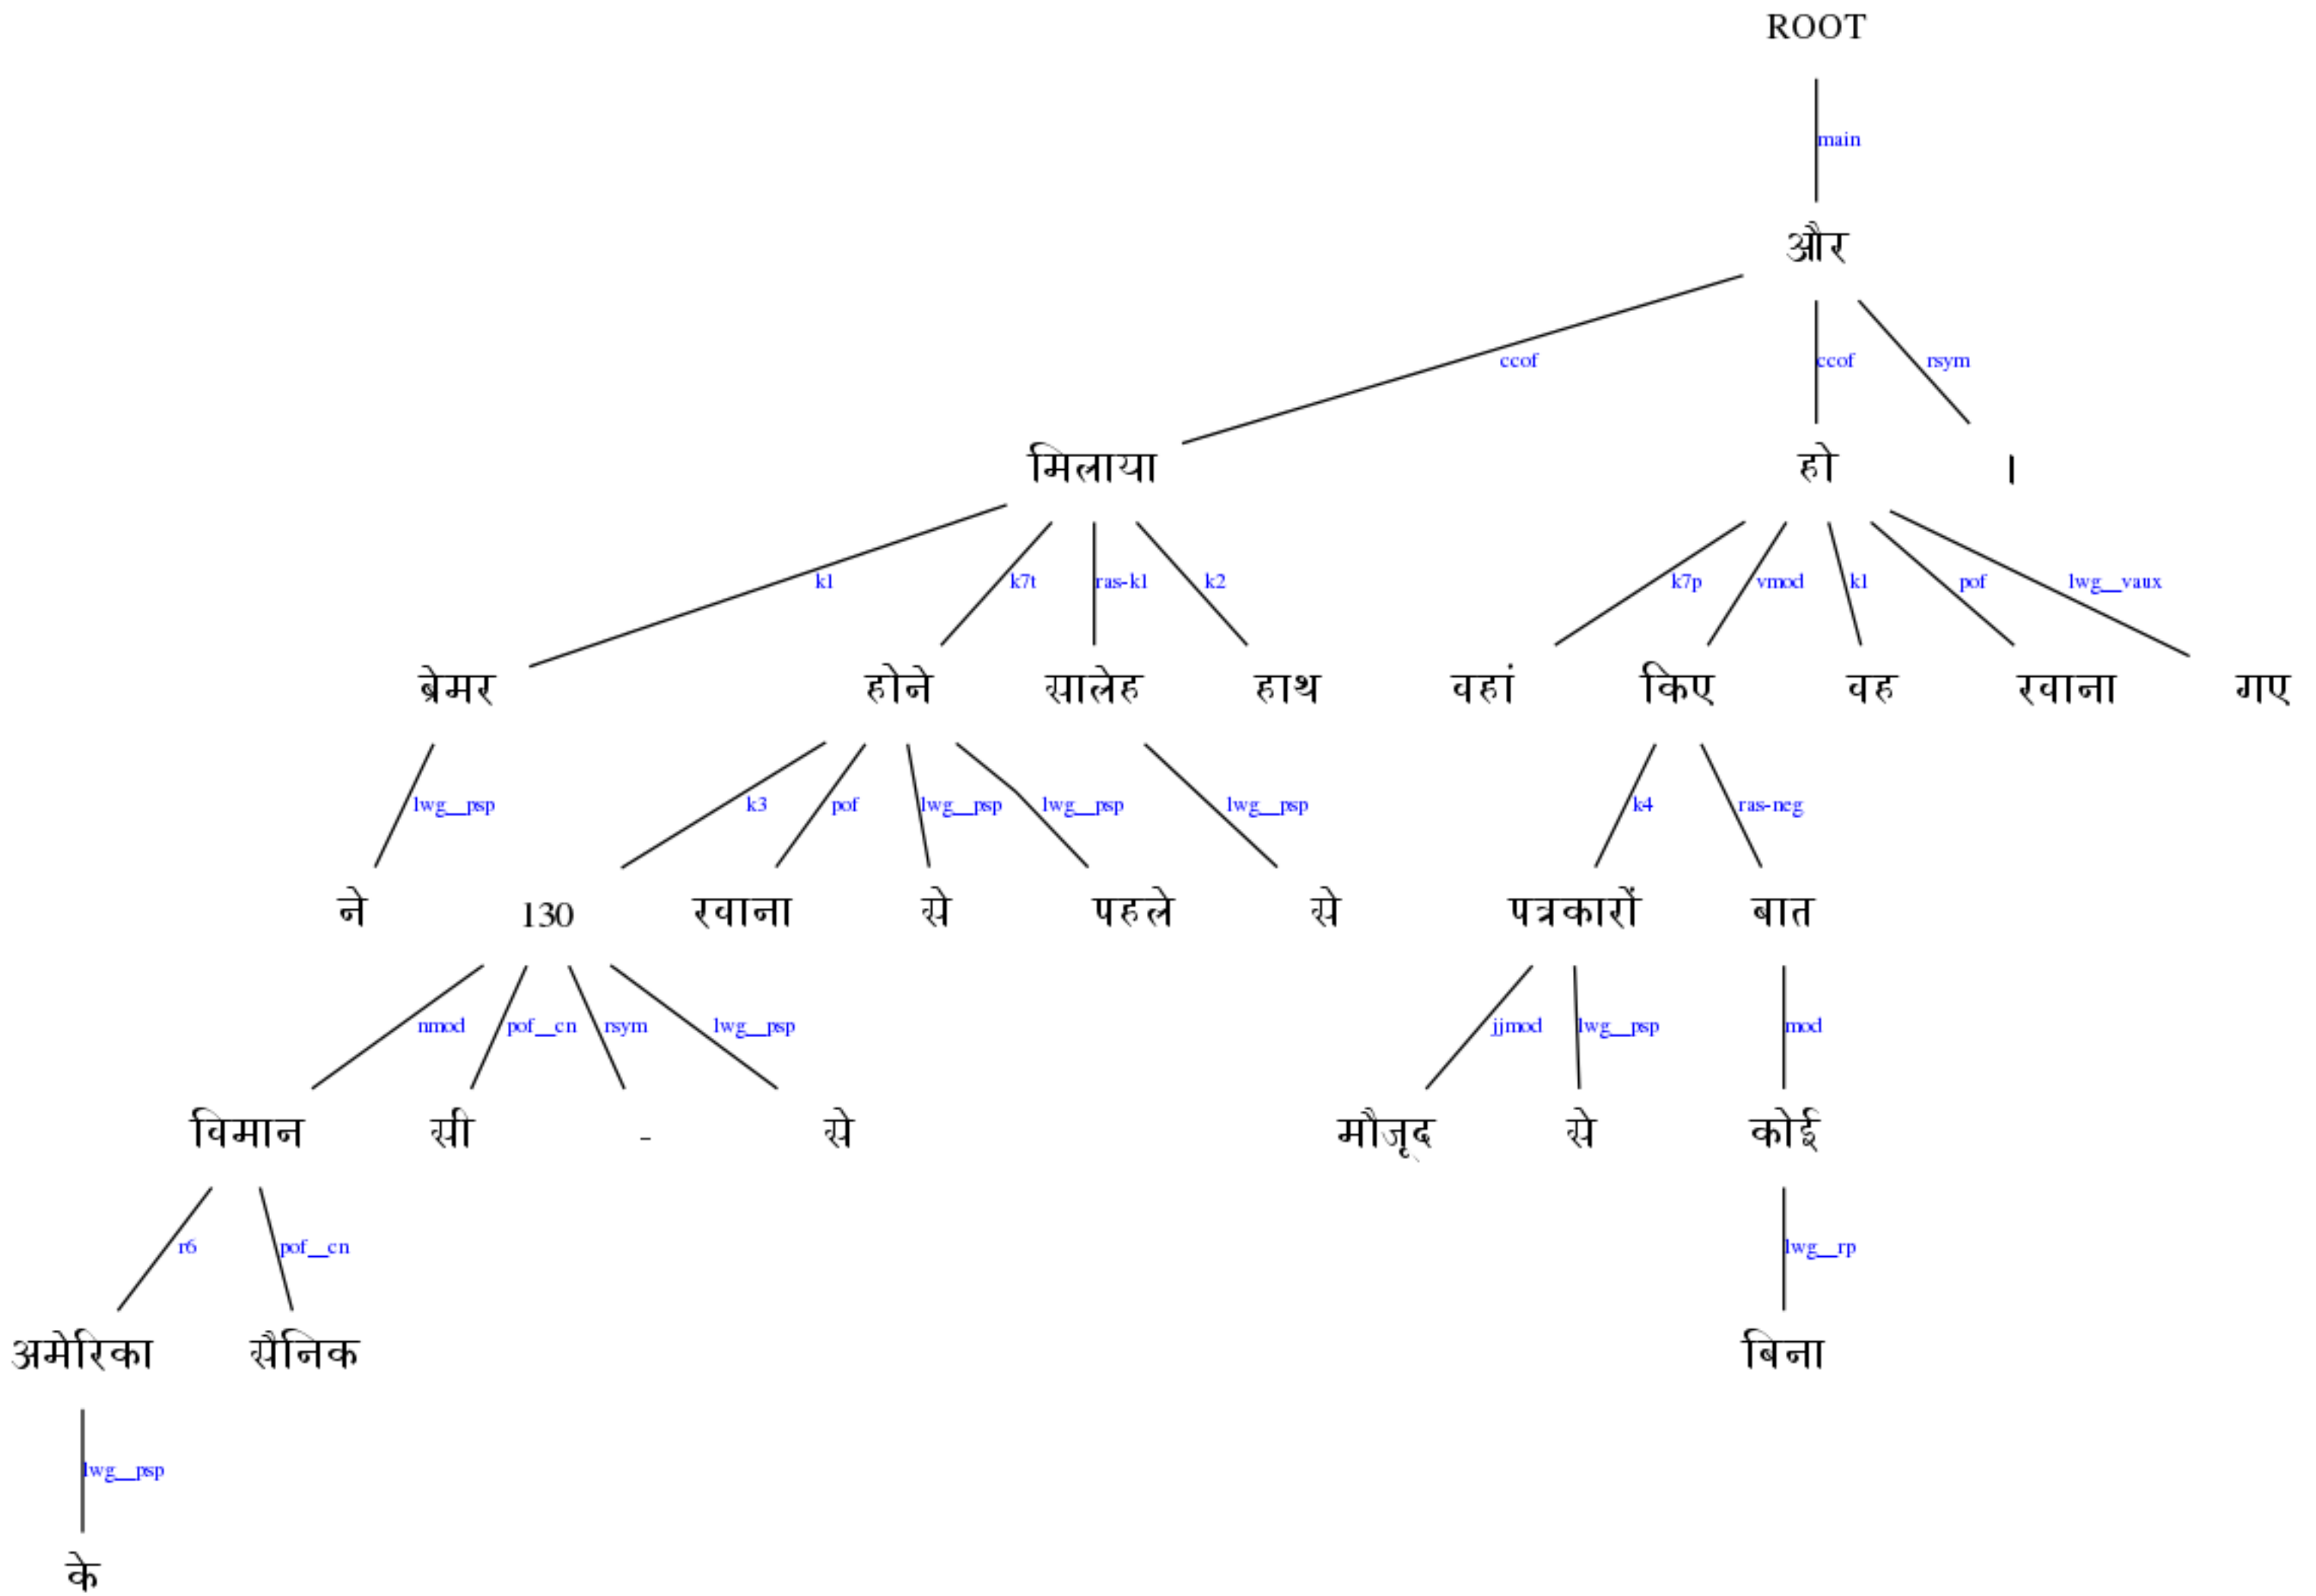 ROOT
main
और
ccof ccof rsym
मिलाया हो ।
k1 k7t ras-k1 k2 k7p vmod k1 pof lwg__vaux
ब्रेमर होने सालेह हाथ वहां किए वह रवाना गए
lwg__psp k3 pof lwg__psp lwg__psp lwg__psp k4 ras-neg
ने 130 रवाना से पहले से पत्रकारों बात
nmod pof__cn rsym lwg__psp jjmod lwg__psp mod
विमान सी - से मौजूद से कोई
r6 pof__cn lwg__rp
अमेरिका सैनिक बिना
lwg__psp
के